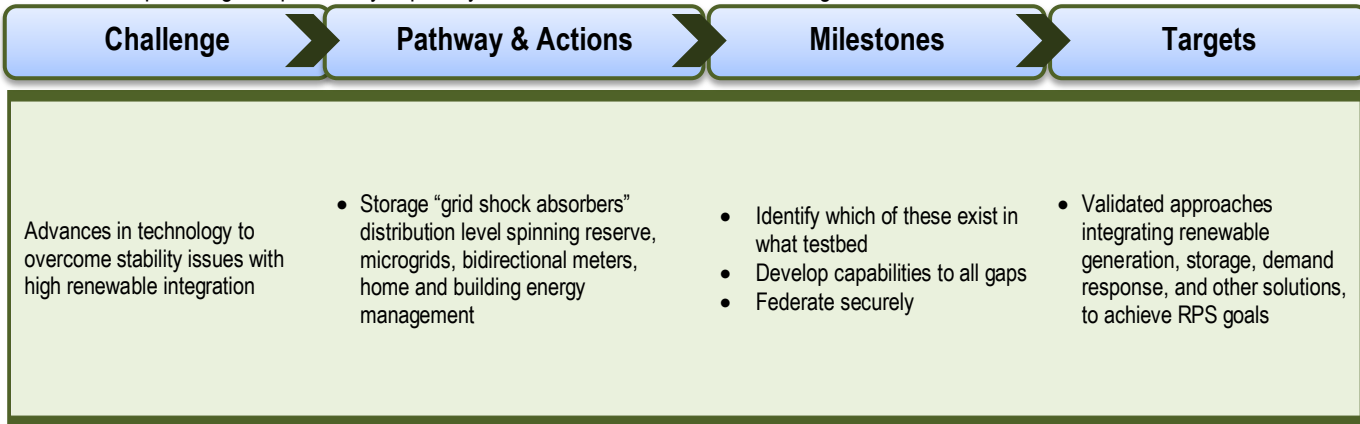 Challenge
Pathway & Actions
Milestones
Targets
Advances in technology to
overcome stability issues with
high renewable integration
• Storage “grid shock absorbers”
distribution level spinning reserve,
microgrids, bidirectional meters,
home and building energy
management
• Identify which of these exist in
what testbed
• Develop capabilities to all gaps
• Federate securely
• Validated approaches
integrating renewable
generation, storage, demand
response, and other solutions,
to achieve RPS goals